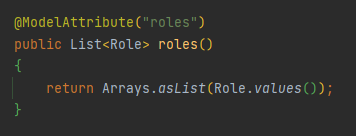 @ModelAttribute("roles")
public List<Role> roles()
{
    return Arrays.asList(Role.values());
}